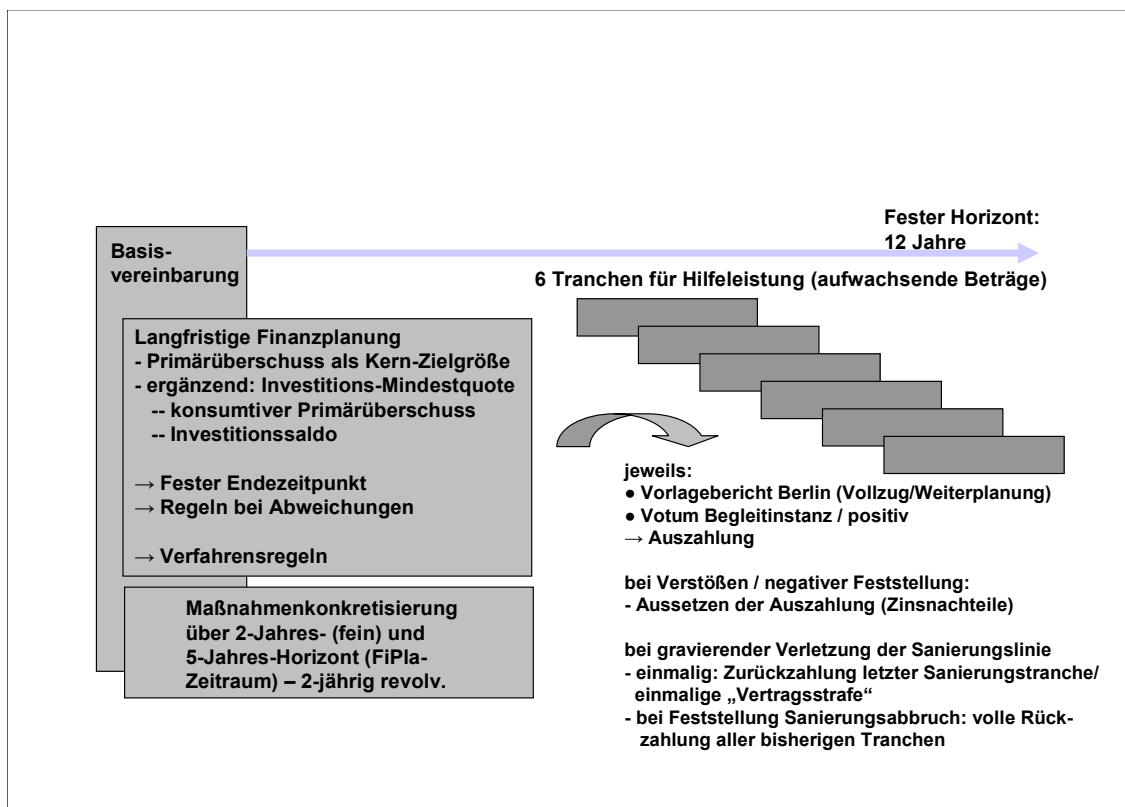 Basis-
vereinbarung
Fester Horizont:
12 Jahre
6 Tranchen für Hilfeleistung (aufwachsende Beträge)
Langfristige Finanzplanung
- Primärüberschuss als Kern-Zielgröße
- ergänzend: Investitions-Mindestquote
-- konsumtiver Primärüberschuss
-- Investitionssaldo
→ Fester Endezeitpunkt
→ Regeln bei Abweichungen
→ Verfahrensregeln
Maßnahmenkonkretisierung
über 2-Jahres- (fein) und
5-Jahres-Horizont (FiPla-
Zeitraum) – 2-jährig revolv.
jeweils:
● Vorlagebericht Berlin (Vollzug/Weiterplanung)
● Votum Begleitinstanz / positiv
→ Auszahlung
bei Verstößen / negativer Feststellung:
- Aussetzen der Auszahlung (Zinsnachteile)
bei gravierender Verletzung der Sanierungslinie
- einmalig: Zurückzahlung letzter Sanierungstranche/
einmalige „Vertragsstrafe“
- bei Feststellung Sanierungsabbruch: volle Rück-
zahlung aller bisherigen Tranchen